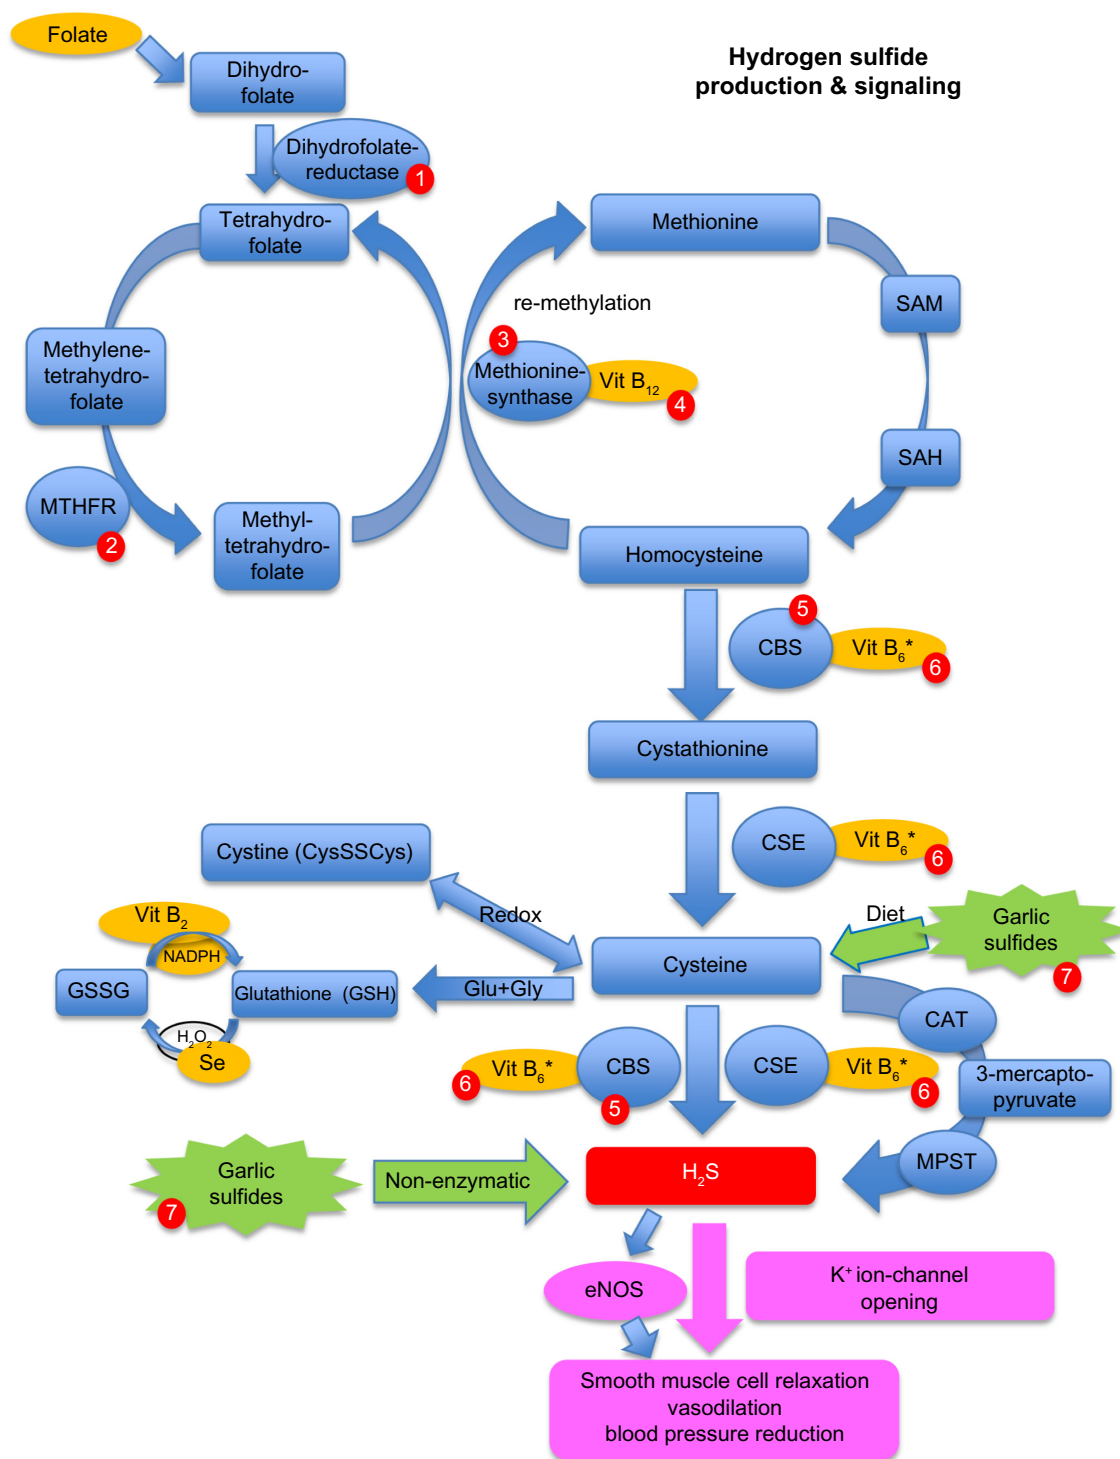 Folate
Hydrogen sulfide
production & signaling
Dihydro-
folate
Dihydrofolate-
reductase
1
Tetrahydro-
folate
Methionine
re-methylation
SAM
3
Methionine-
synthase
Vit B12
4
Methylene-
tetrahydro-
folate
SAH
MTHFR
2
Methyl-
tetrahydro-
folate
Homocysteine
5
CBS
Vit B6*
6
Cystathionine
CSE
Vit B6*
6
Cystine (CysSSCys)
Redox
Diet
Garlic
sulfides
7
Vit B2
NADPH
GSSG
Glutathione (GSH)
H2O2
Se
Glu+Gly
Cysteine
CAT
3-mercapto-
pyruvate
MPST
6
Vit B6*
CBS
5
CSE
Vit B6*
6
Garlic
sulfides
7
Non-enzymatic
H2S
eNOS
K+ ion-channel
opening
Smooth muscle cell relaxation
vasodilation
blood pressure reduction